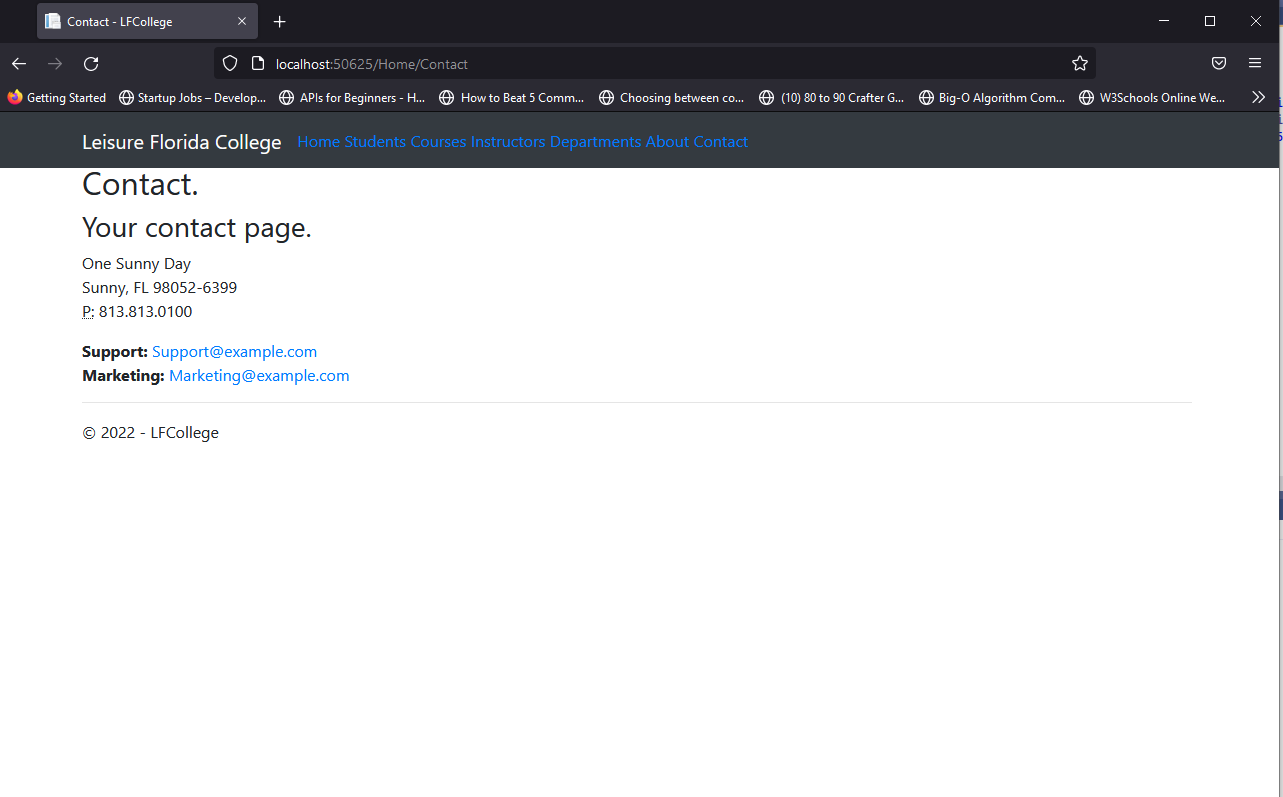 Contact - LFCollege
localhost:50625/Home/Contact
Getting Started Startup Jobs – Develop... APIs for Beginners - H... How to Beat 5 Comm... Choosing between co... (10) 80 to 90 Crafter G... Big-O Algorithm Com... W3Schools Online We...
Leisure Florida College Home Students Courses Instructors Departments About Contact
Contact.
Your contact page.
One Sunny Day
Sunny, FL 98052-6399
P: 813.813.0100
Support: Support@example.com
Marketing: Marketing@example.com
© 2022 - LFCollege